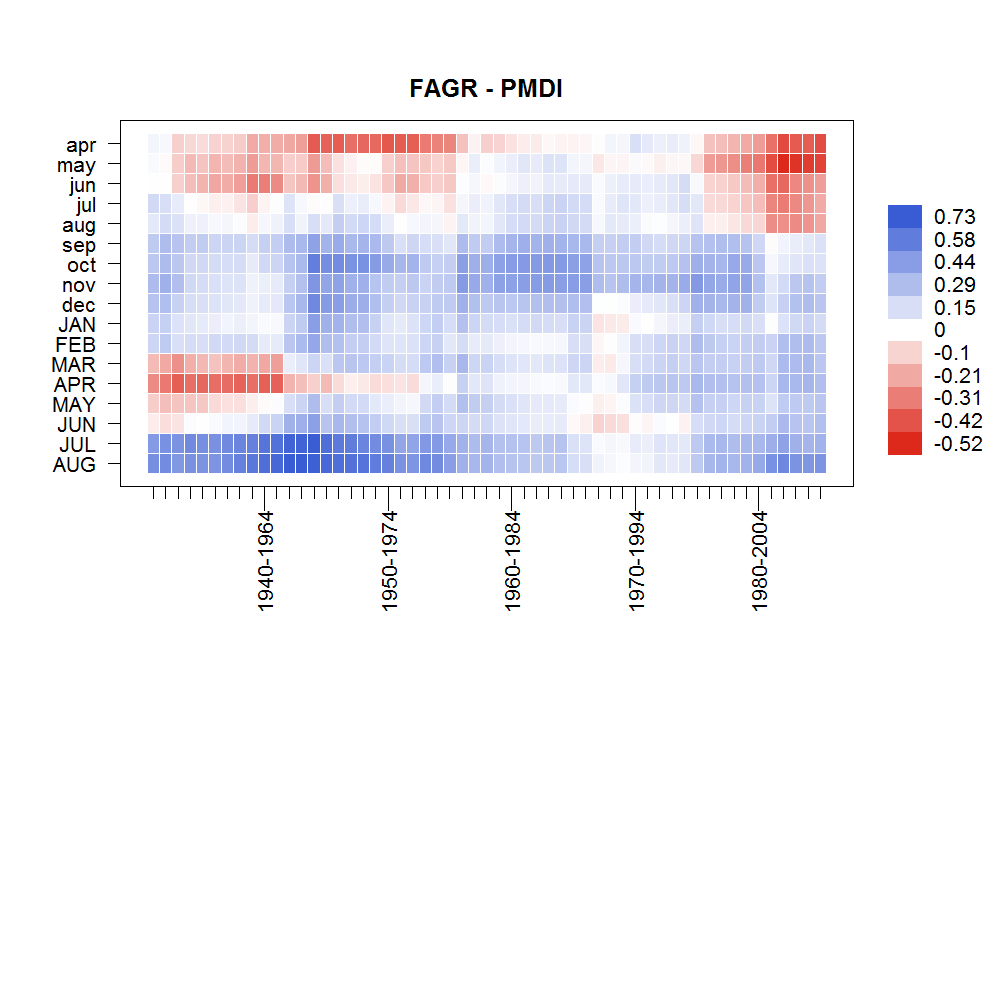 FAGR - PMDI
apr
may
jun
jul
aug
sep
oct
nov
dec
JAN
FEB
MAR
APR
MAY
JUN
JUL
AUG
0.73
0.58
0.44
0.29
0.15
0
-0.1
-0.21
-0.31
-0.42
-0.52
1940-1964
1950-1974
1960-1984
1970-1994
1980-2004